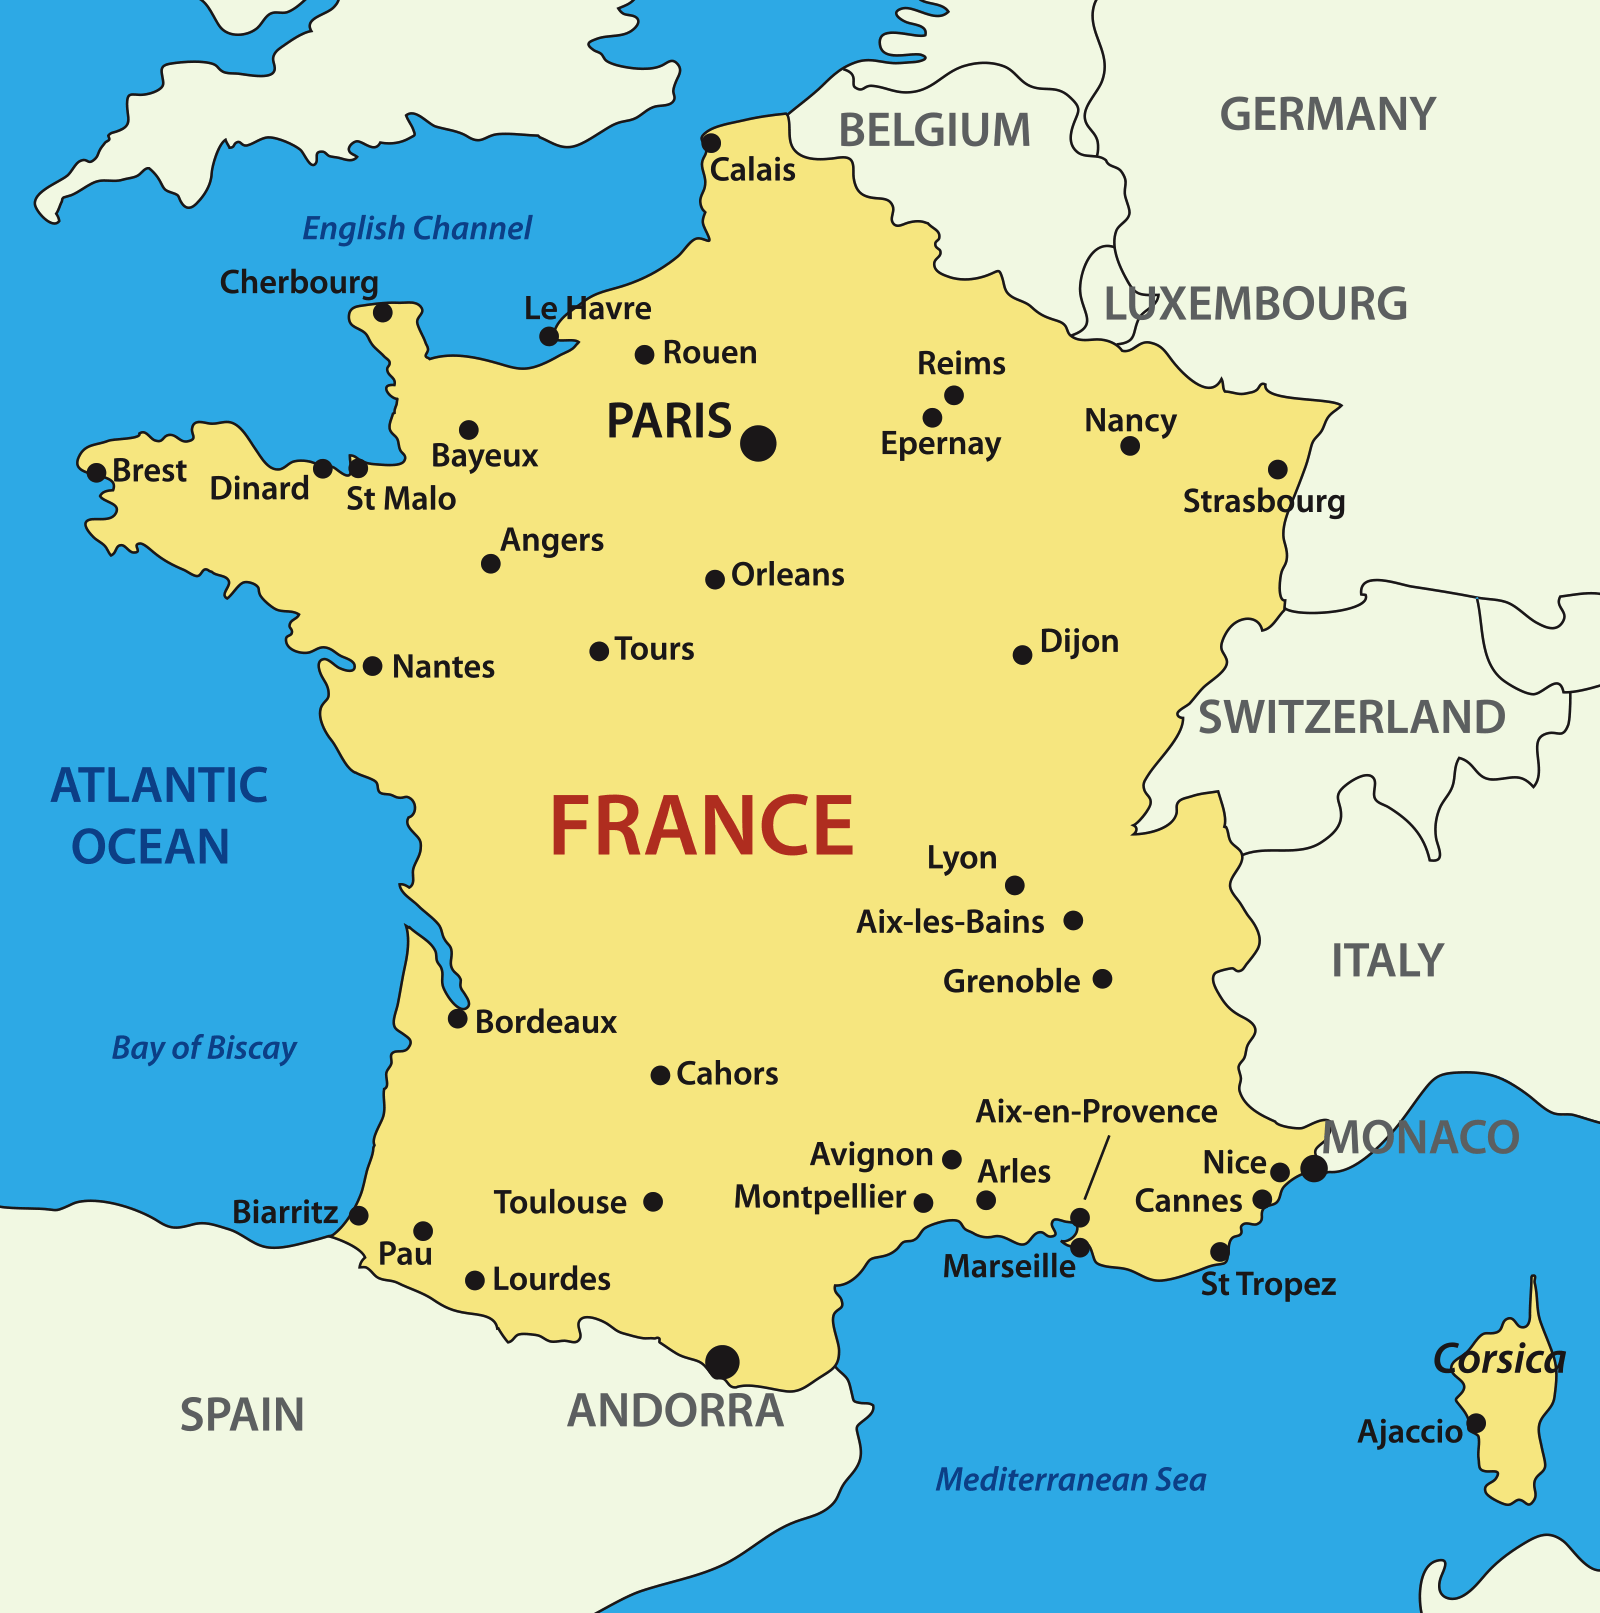 BELGIUM
GERMANY
Calais
English Channel
Cherbourg
Le Havre
LUXEMBOURG
Rouen
Reims
PARIS
Nancy
Epernay
Bayeux
Brest
Dinard
St Malo
Strasbourg
Angers
Orleans
Tours
Dijon
Nantes
SWITZERLAND
ATLANTIC
OCEAN
FRANCE
Lyon
Aix-les-Bains
ITALY
Grenoble
Bordeaux
Bay of Biscay
Cahors
Aix-en-Provence
MONACO
Avignon
Arles
Nice
Montpellier
Cannes
Toulouse
Biarritz
Pau
Marseille
Lourdes
St Tropez
Corsica
SPAIN
ANDORRA
Ajaccio
Mediterranean Sea